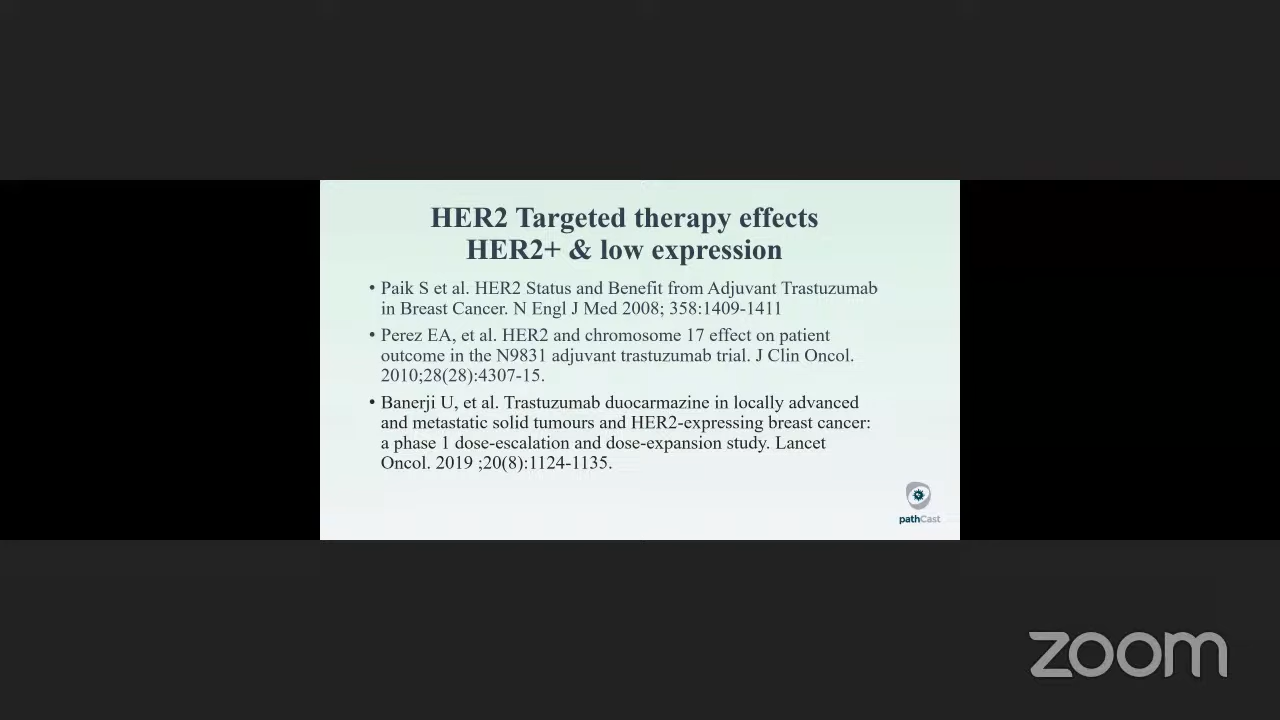 HER2 Targeted therapy effects
HER2+ & low expression
• Paik S et al. HER2 Status and Benefit from Adjuvant Trastuzumab
in Breast Cancer. N Engl J Med 2008; 358:1409-1411
• Perez EA, et al. HER2 and chromosome 17 effect on patient
outcome in the N9831 adjuvant trastuzumab trial. J Clin Oncol.
2010;28(28):4307-15.
• Banerji U, et al. Trastuzumab duocarmazine in locally advanced
and metastatic solid tumours and HER2-expressing breast cancer:
a phase 1 dose-escalation and dose-expansion study. Lancet
Oncol. 2019 ;20(8):1124-1135.
pathCast
zoom